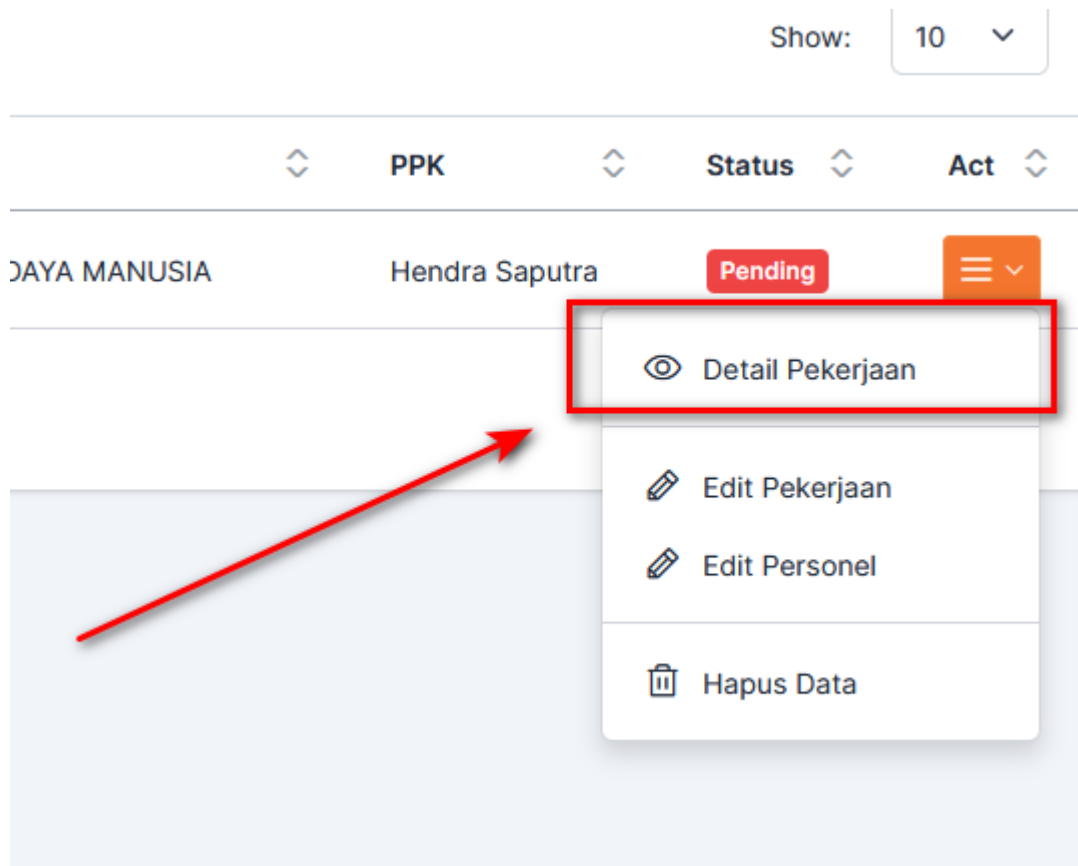 Show: 10
PPK Status Act
DAYA MANUSIA Hendra Saputra Pending
Detail Pekerjaan
Edit Pekerjaan
Edit Personel
Hapus Data